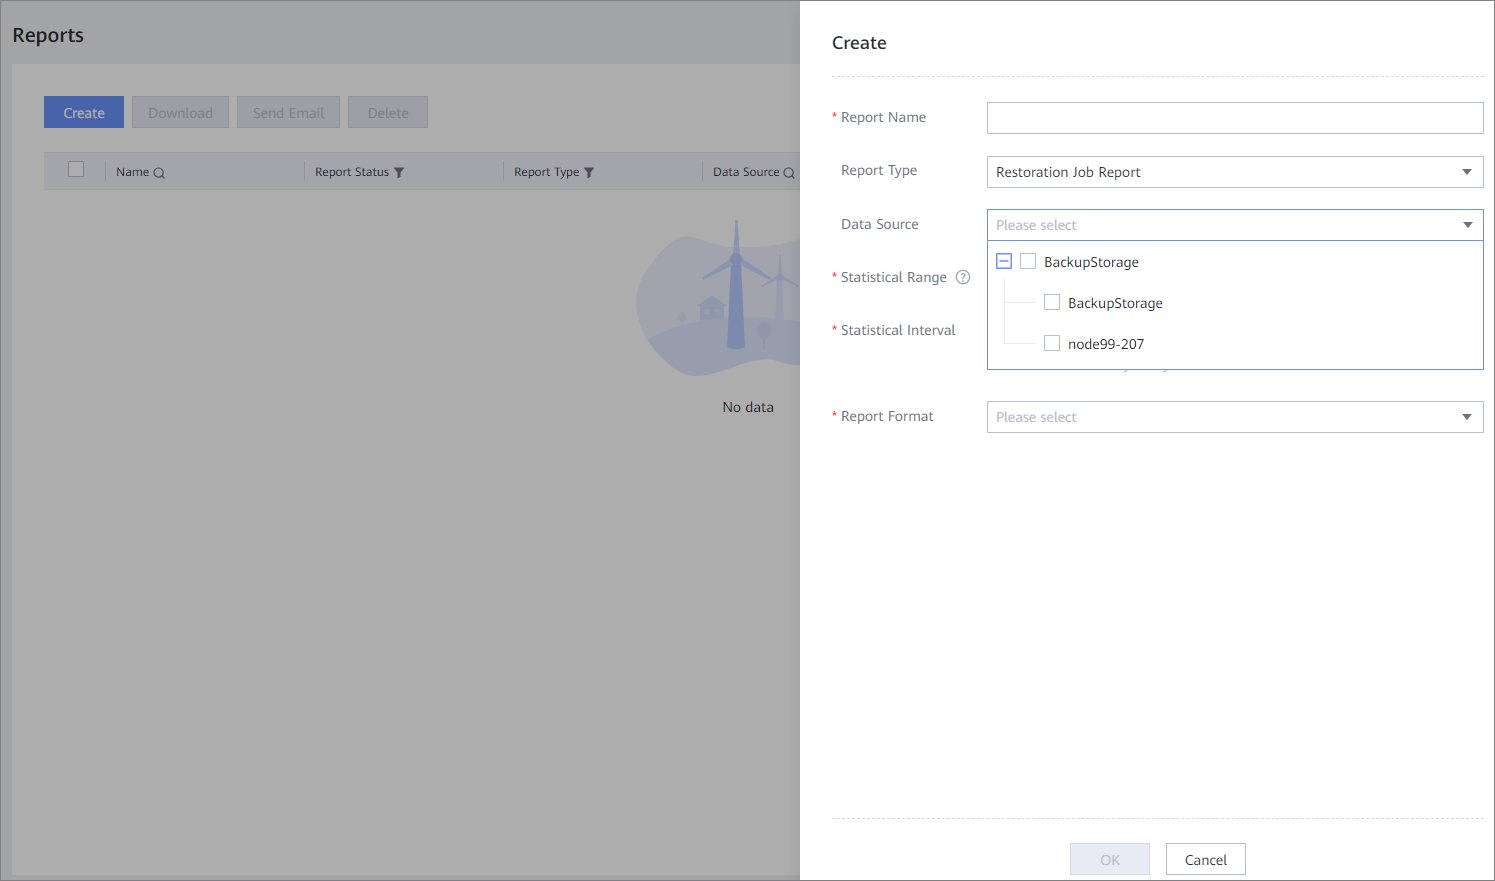 Reports
Create Download Send Email Delete
Name Report Status Report Type Data Source
No data
Create
* Report Name
Report Type Restoration Job Report
Data Source Please select
BackupStorage
* Statistical Range ?
BackupStorage
* Statistical Interval
node99-207
* Report Format Please select
OK Cancel